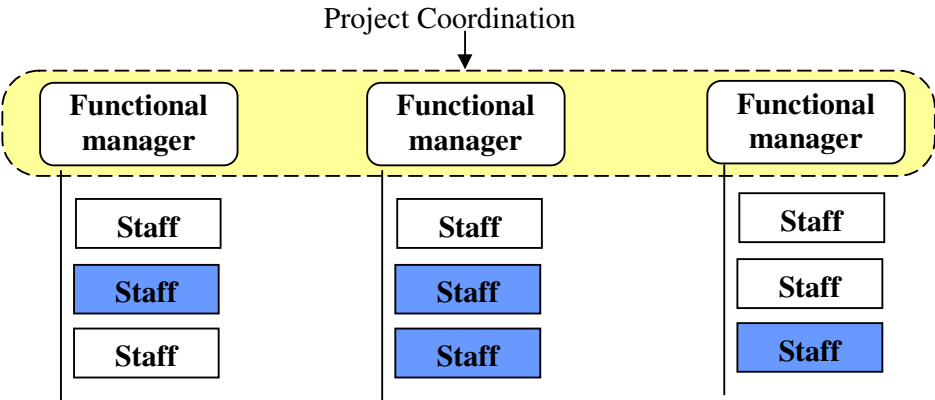 Project Coordination
Functional
manager
Functional
manager
Functional
manager
Staff
Staff
Staff
Staff
Staff
Staff
Staff
Staff
Staff